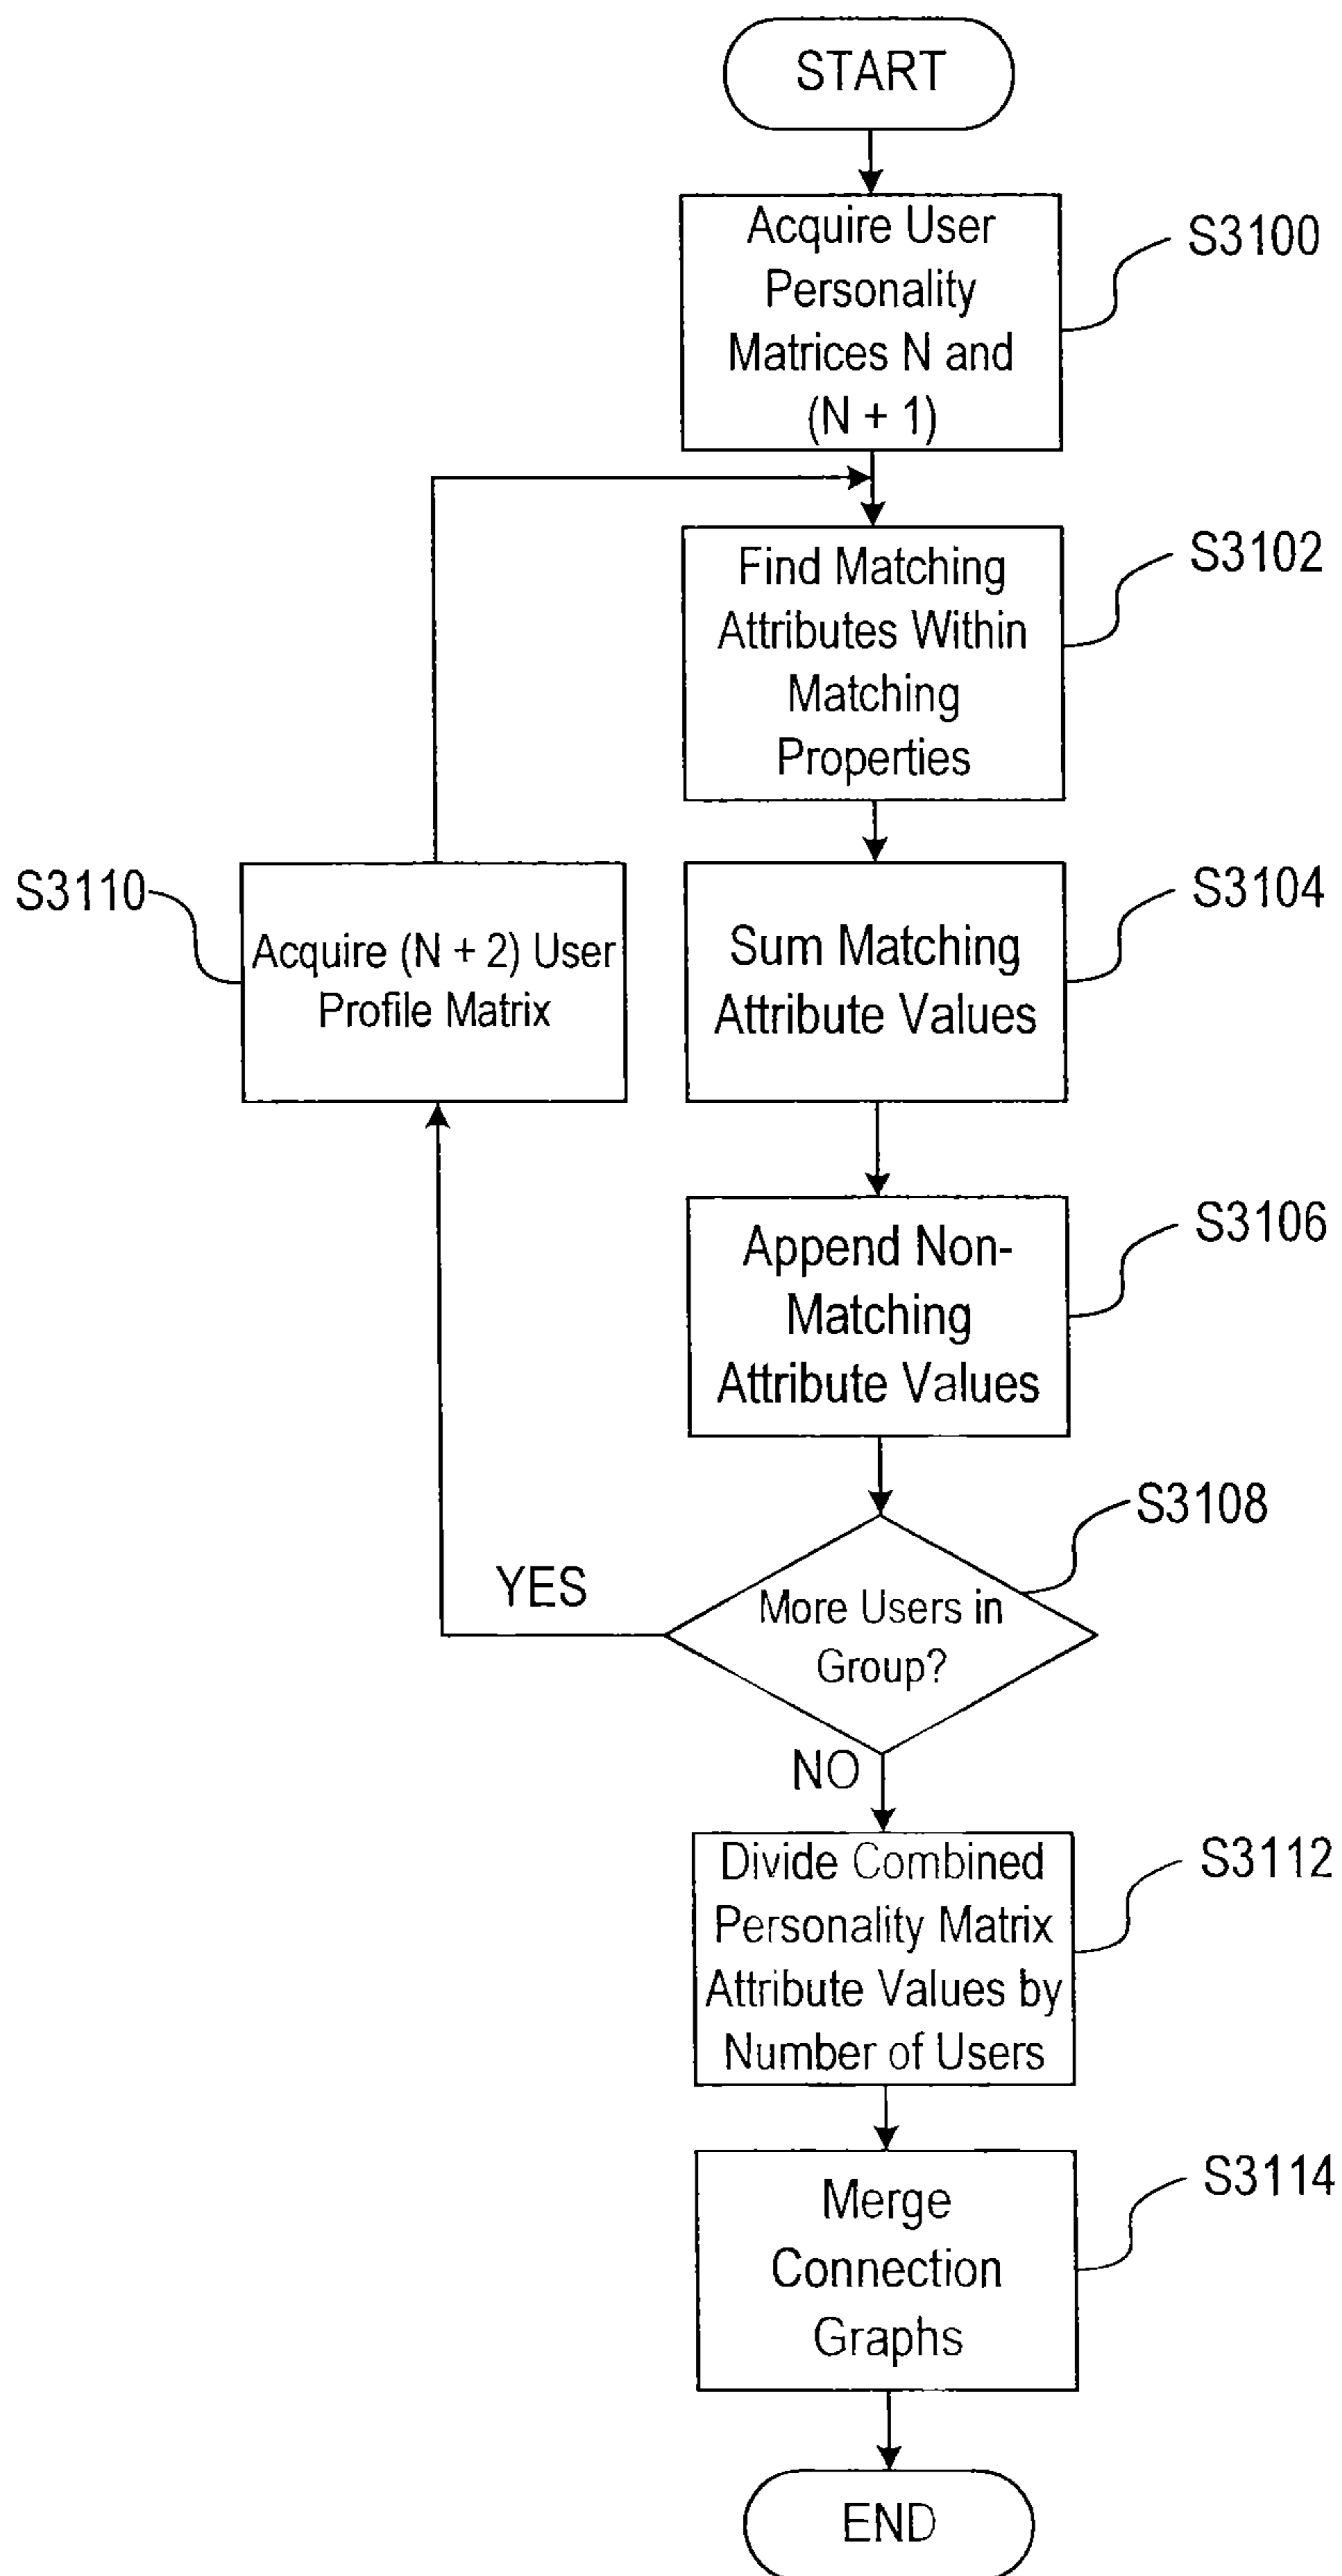 START
Acquire User
Personality
Matrices N and
(N + 1)
S3100
Find Matching
Attributes Within
Matching
Properties
S3102
S3110
Acquire (N + 2) User
Profile Matrix
Sum Matching
Attribute Values
S3104
Append Non-
Matching
Attribute Values
S3106
S3108
YES
More Users in
Group?
NO
Divide Combined
Personality Matrix
Attribute Values by
Number of Users
S3112
Merge
Connection
Graphs
S3114
END